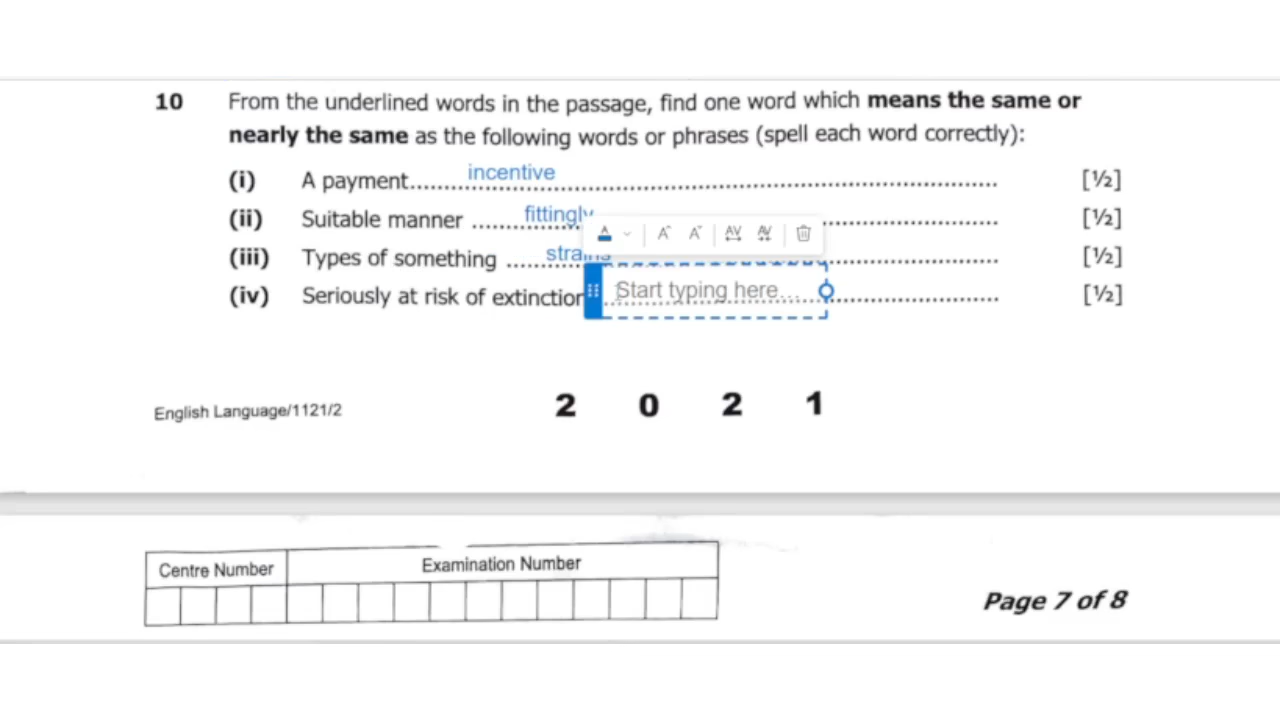 10 From the underlined words in the passage, find one word which means the same or
nearly the same as the following words or phrases (spell each word correctly):
(i) A payment.......... incentive .......... [½]
(ii) Suitable manner .......... fittingly .......... [½]
(iii) Types of something .......... strains .......... [½]
(iv) Seriously at risk of extinction .......... Start typing here... .......... [½]
English Language/1121/2
2 0 2 1
Centre Number Examination Number
Page 7 of 8